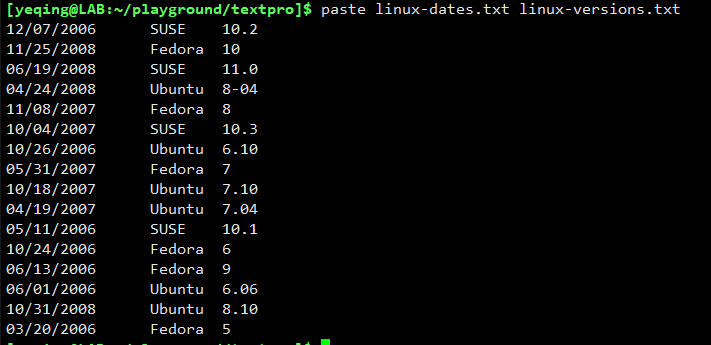 [yeqing@LAB:~/playground/textpro]$ paste linux-dates.txt linux-versions.txt
12/07/2006 SUSE 10.2
11/25/2008 Fedora 10
06/19/2008 SUSE 11.0
04/24/2008 Ubuntu 8-04
11/08/2007 Fedora 8
10/04/2007 SUSE 10.3
10/26/2006 Ubuntu 6.10
05/31/2007 Fedora 7
10/18/2007 Ubuntu 7.10
04/19/2007 Ubuntu 7.04
05/11/2006 SUSE 10.1
10/24/2006 Fedora 6
06/13/2006 Fedora 9
06/01/2006 Ubuntu 6.06
10/31/2008 Ubuntu 8.10
03/20/2006 Fedora 5